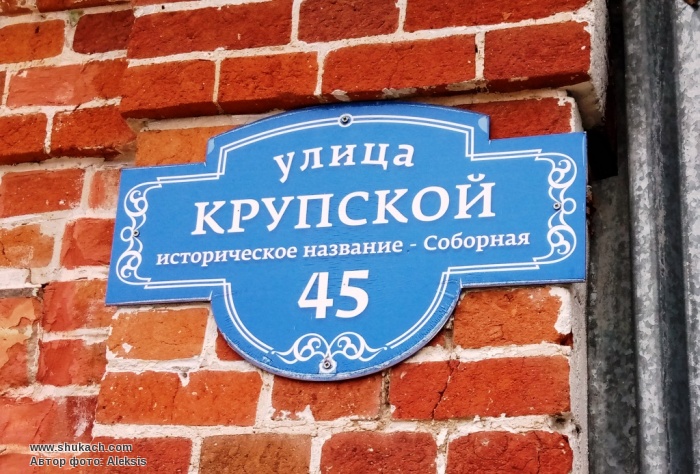 улица
КРУПСКОЙ
историческое название - Соборная
45
www.shukach.com
Автор фото: Aleksis